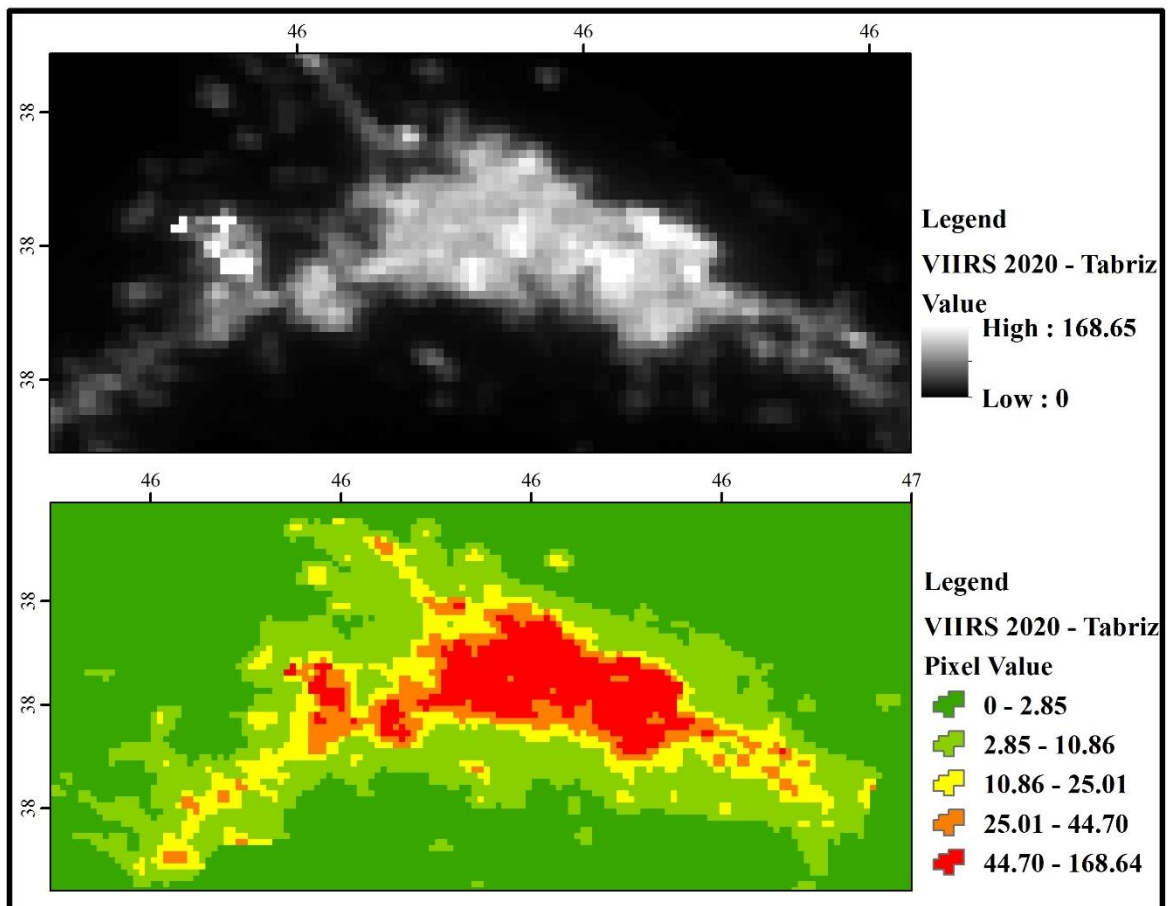 46 46 46
38
38
38
Legend
VIIRS 2020 - Tabriz
Value
High : 168.65
Low : 0
46 46 46 46 47
38
38
38
Legend
VIIRS 2020 - Tabriz
Pixel Value
0 - 2.85
2.85 - 10.86
10.86 - 25.01
25.01 - 44.70
44.70 - 168.64